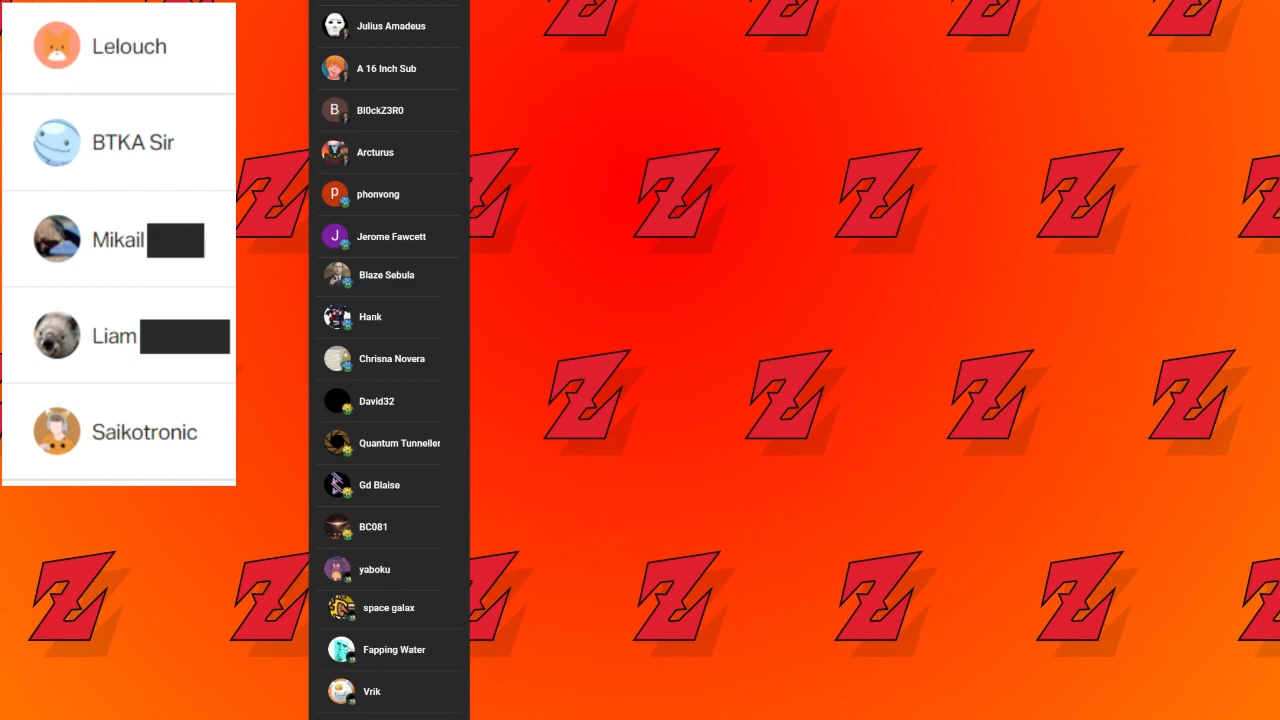 Lelouch
BTKA Sir
Mikail
Liam
Saikotronic
Julius Amadeus
A 16 Inch Sub
B
Bl0ckZ3R0
Arcturus
p
phonvong
J
Jerome Fawcett
Blaze Sebula
Hank
Chrisna Novera
David32
Quantum Tunneller
Gd Blaise
BC081
yaboku
space galax
Fapping Water
Vrik